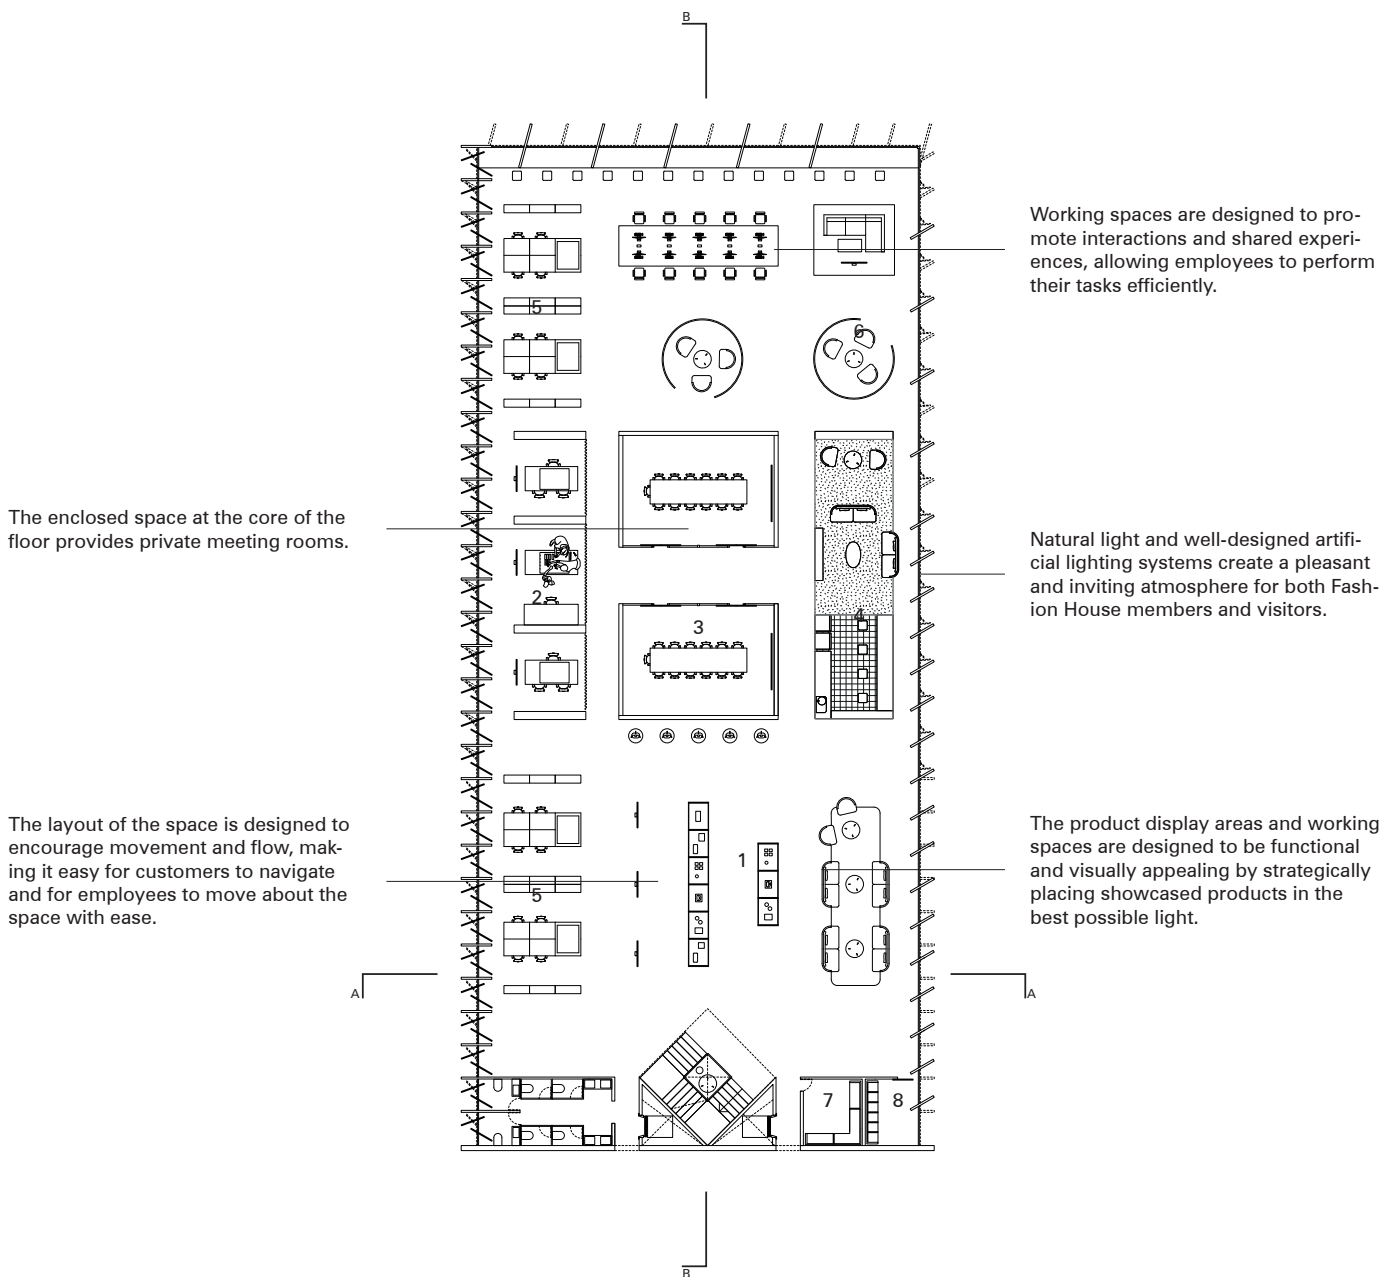 B
Working spaces are designed to pro-
mote interactions and shared experi-
ences, allowing employees to perform
their tasks efficiently.
5
6
The enclosed space at the core of the
floor provides private meeting rooms.
Natural light and well-designed artifi-
cial lighting systems create a pleasant
and inviting atmosphere for both Fash-
ion House members and visitors.
2
4
3
The layout of the space is designed to
encourage movement and flow, mak-
ing it easy for customers to navigate
and for employees to move about the
space with ease.
1
5
The product display areas and working
spaces are designed to be functional
and visually appealing by strategically
placing showcased products in the
best possible light.
A
A
7
8
B